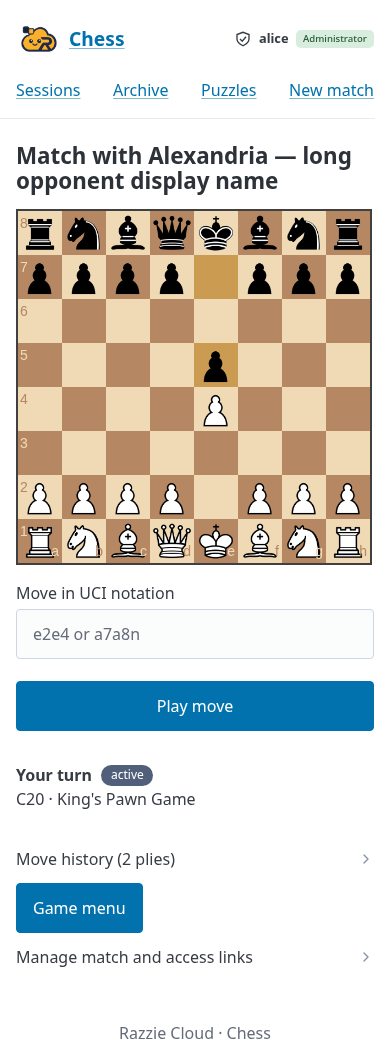 Chess
alice Administrator
Sessions Archive Puzzles New match
Match with Alexandria — long
opponent display name
8
7
6
5
4
3
2
1 a b c d e f g h
Move in UCI notation
e2e4 or a7a8n
Play move
Your turn active
C20 · King's Pawn Game
Move history (2 plies)
Game menu
Manage match and access links
Razzie Cloud · Chess